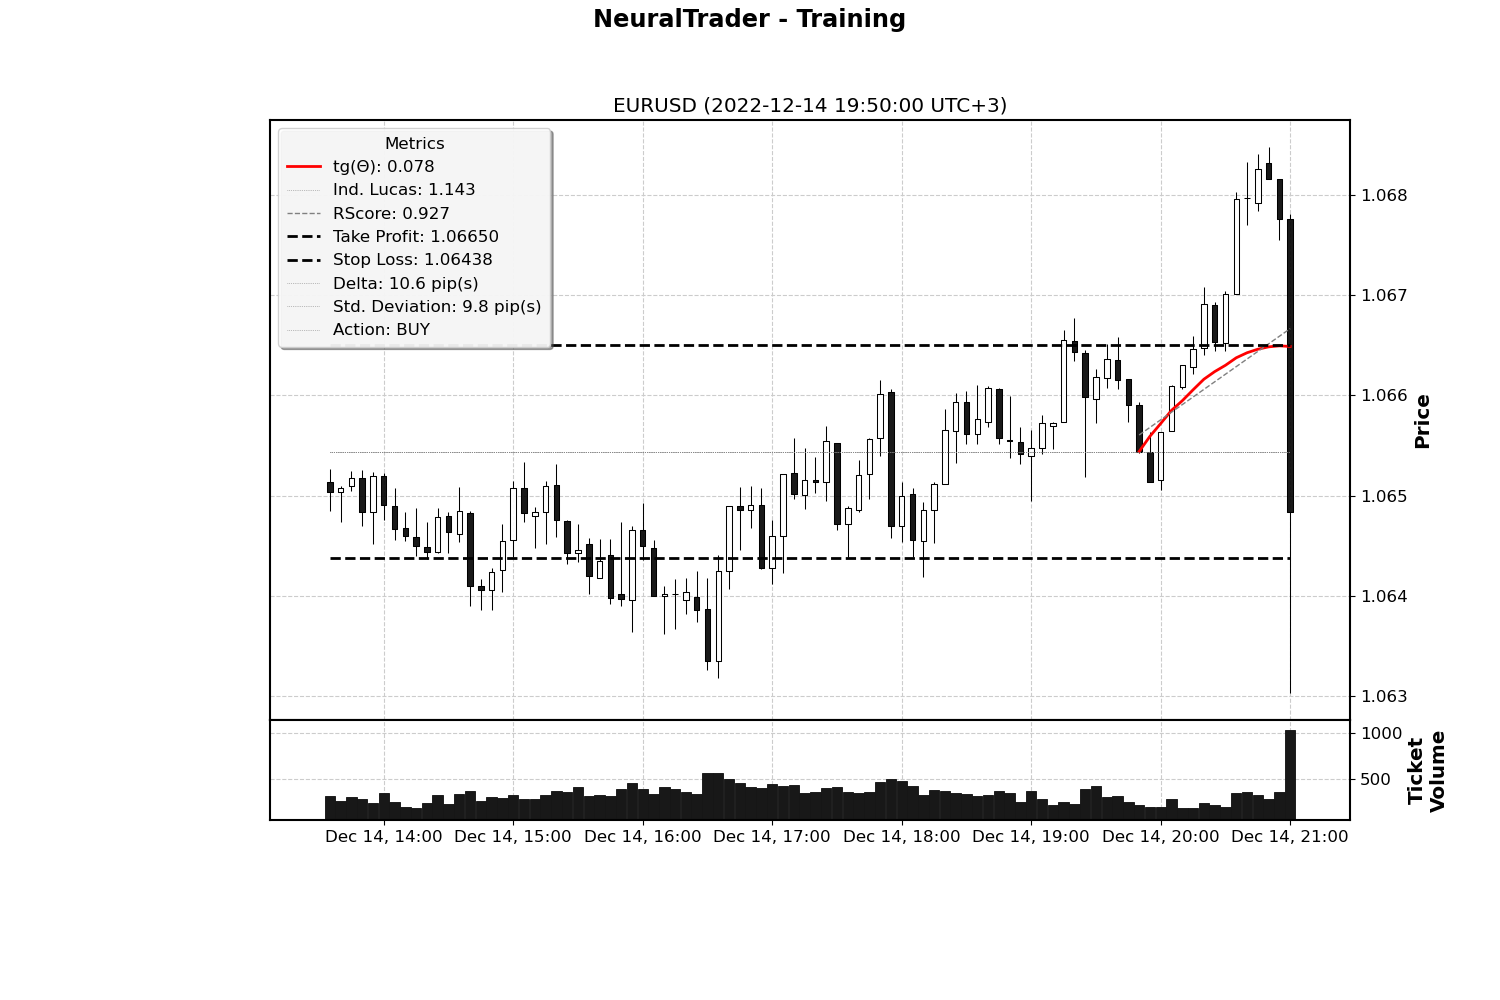 NeuralTrader - Training
EURUSD (2022-12-14 19:50:00 UTC+3)
Metrics
tg(Θ): 0.078
Ind. Lucas: 1.143
RScore: 0.927
Take Profit: 1.06650
Stop Loss: 1.06438
Delta: 10.6 pip(s)
Std. Deviation: 9.8 pip(s)
Action: BUY
1.068
1.067
1.066
1.065
1.064
1.063
Price
1000
500
Ticket
Volume
Dec 14, 14:00
Dec 14, 15:00
Dec 14, 16:00
Dec 14, 17:00
Dec 14, 18:00
Dec 14, 19:00
Dec 14, 20:00
Dec 14, 21:00